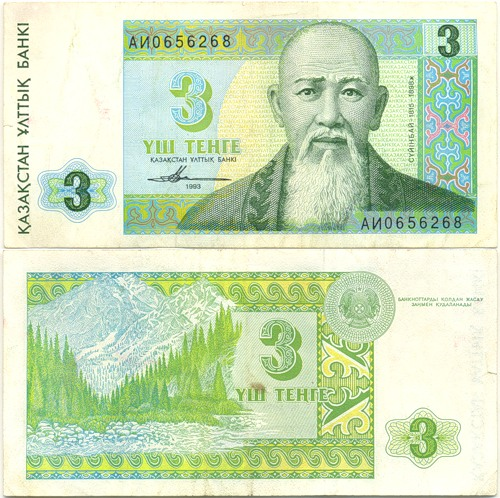 ҚАЗАҚСТАН ҰЛТТЫҚ БАНКІ
АИ0656268
3
3
ҮШ ТЕНГЕ
ҚАЗАҚСТАН ҰЛТТЫҚ БАНКІ
1993
3
СҮЙІНБАЙ·1815-1898ж
АИ0656268
БАНКНОТТАРДЫ ҚОЛДАН ЖАСАУ
ЗАҢМЕН ҚУДАЛАНАДЫ
3
ҮШ ТЕҢГЕ
3